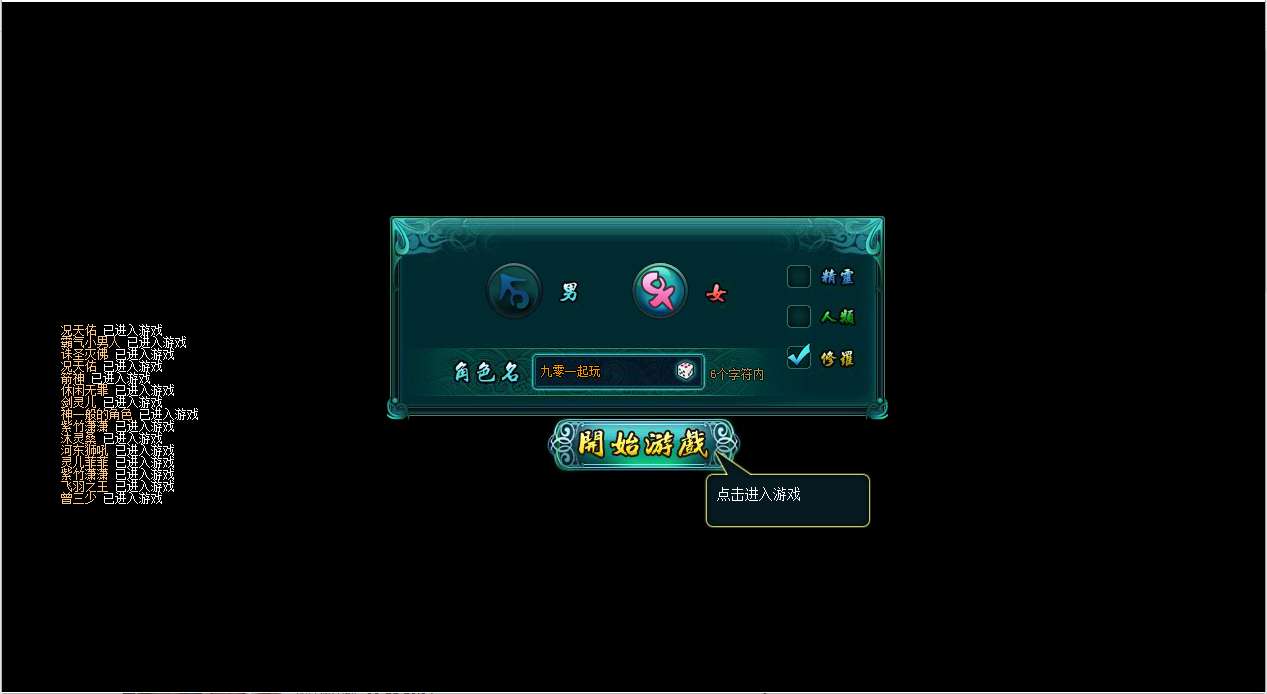 男
女
精靈
人類
修羅
角色名
九零一起玩
6个字符内
開始游戲
点击进入游戏
况天佑 已进入游戏
霸气小男人 已进入游戏
诛圣灭佛 已进入游戏
况天佑 已进入游戏
前神 已进入游戏
休闲无罪 已进入游戏
剑灵儿 已进入游戏
神一般的角色 已进入游戏
紫竹潇潇 已进入游戏
沐灵桑 已进入游戏
河东狮吼 已进入游戏
灵儿菲菲 已进入游戏
紫竹潇潇 已进入游戏
飞羽之王 已进入游戏
曾三少 已进入游戏